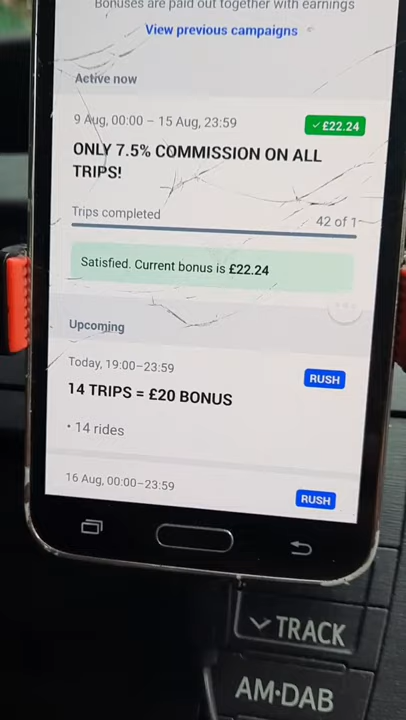 Bonuses are paid out together with earnings
View previous campaigns
Active now
9 Aug, 00:00 – 15 Aug, 23:59
✓£22.24
ONLY 7.5% COMMISSION ON ALL
TRIPS!
Trips completed
42 of 1
Satisfied. Current bonus is £22.24
Upcoming
Today, 19:00–23:59
RUSH
14 TRIPS = £20 BONUS
• 14 rides
16 Aug, 00:00–23:59
RUSH
TRACK
AM·DAB